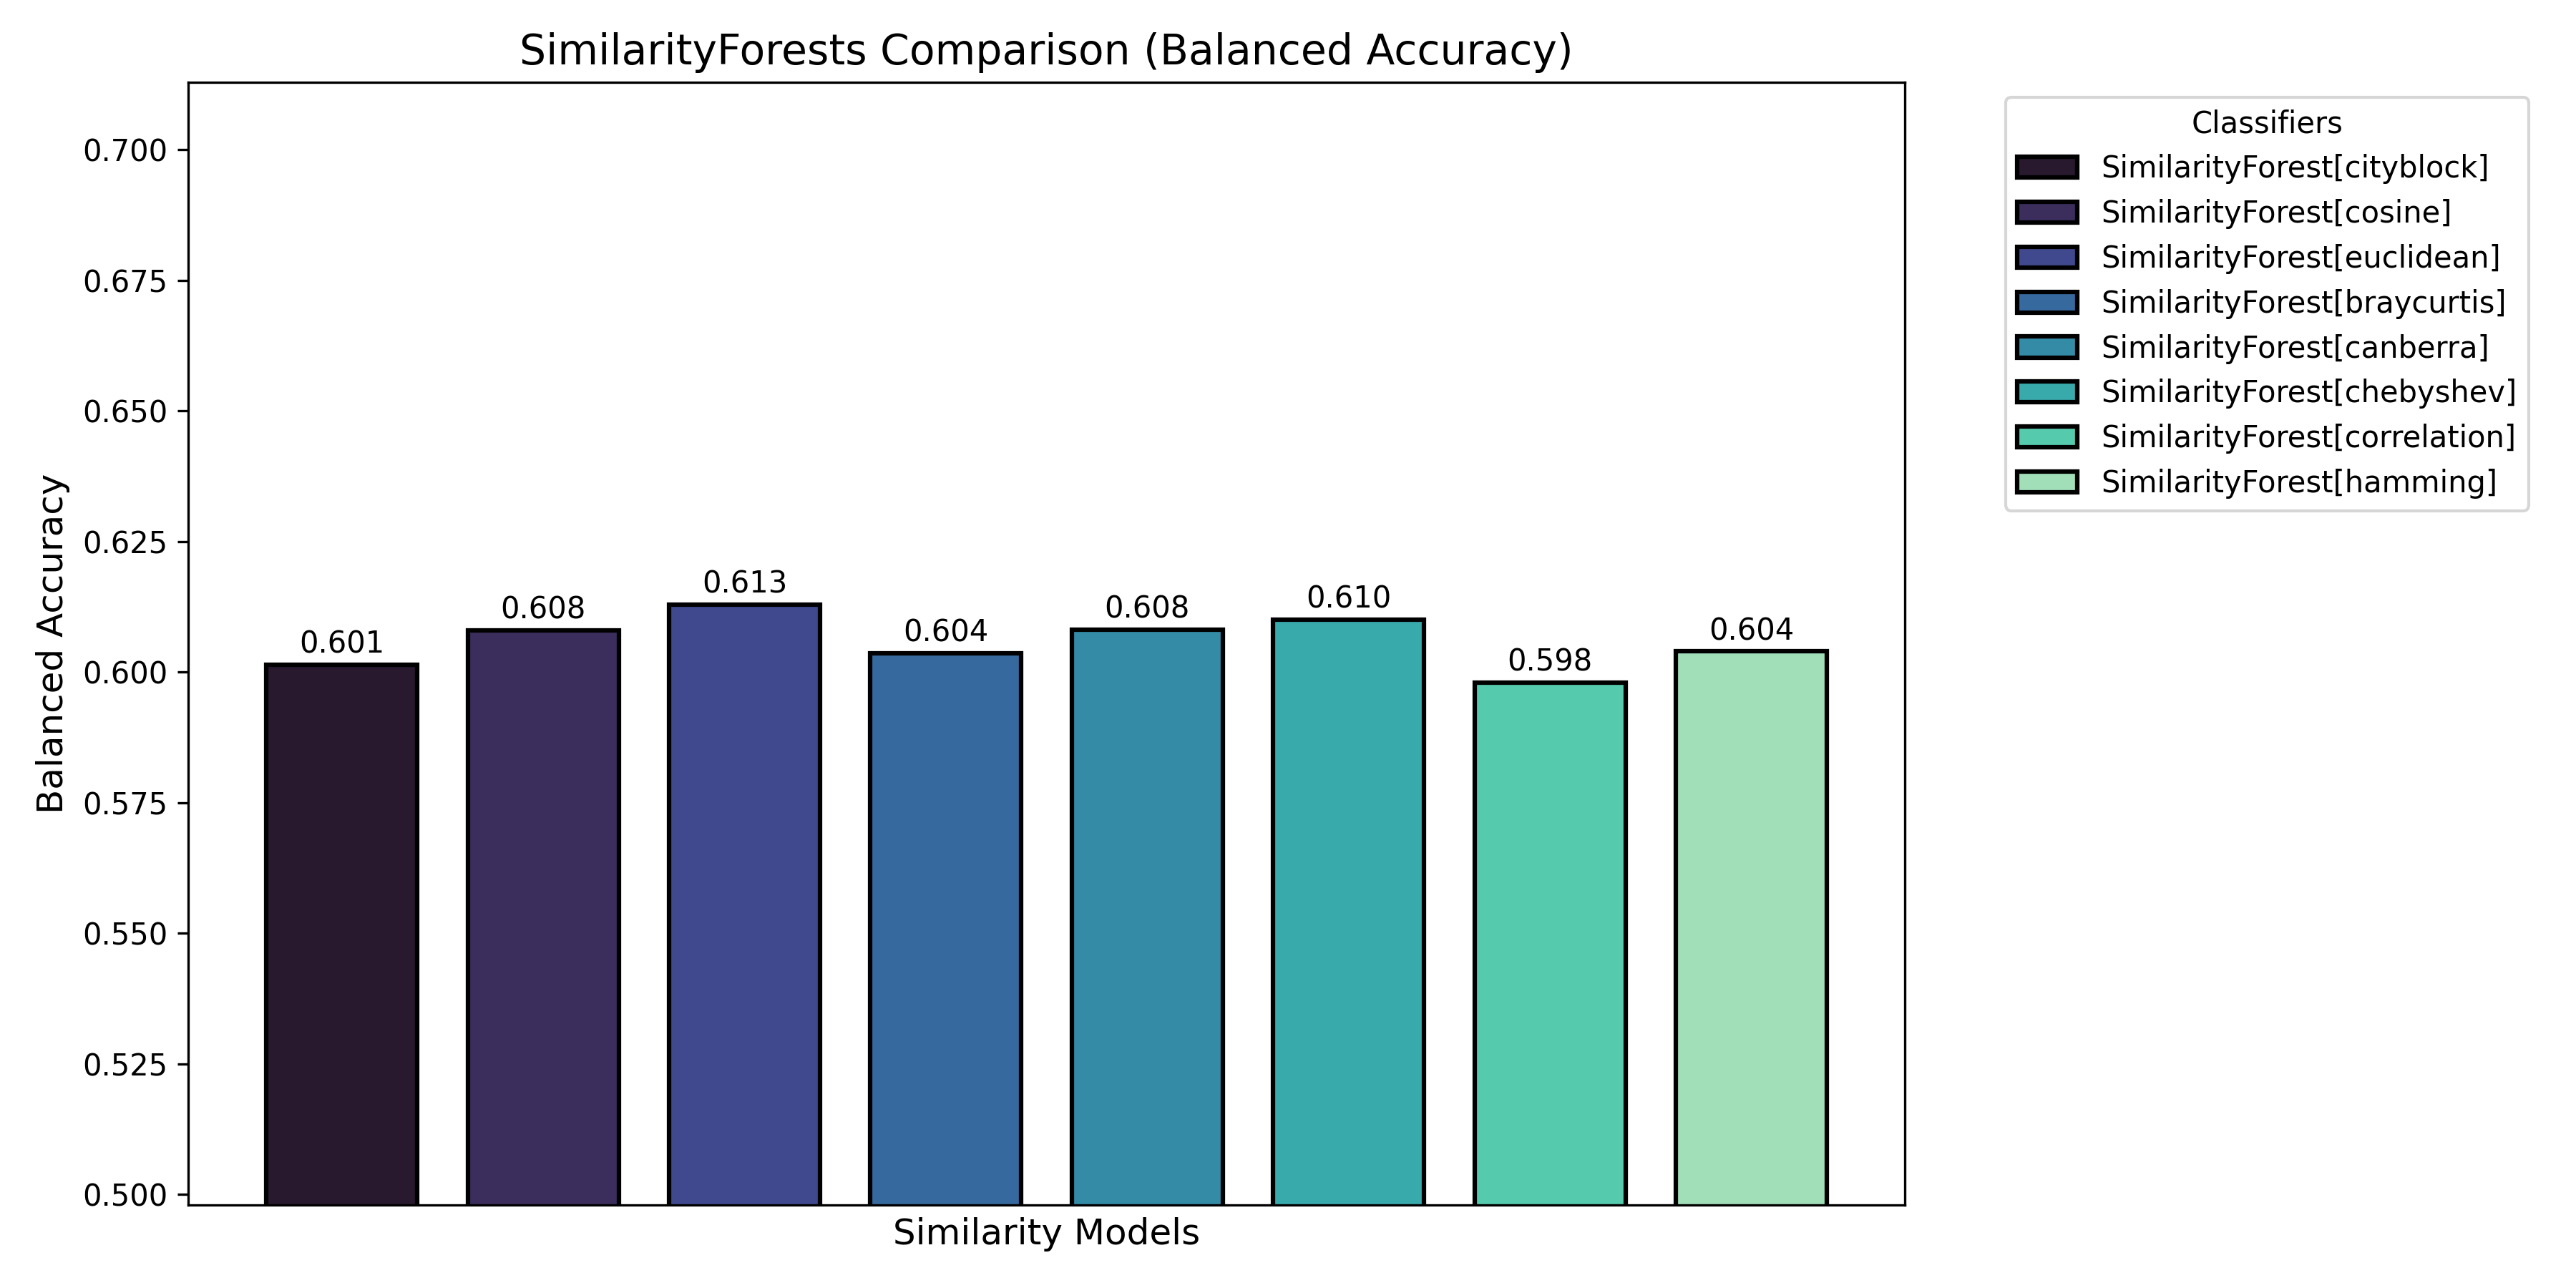 SimilarityForests Comparison (Balanced Accuracy)
Balanced Accuracy
0.700
0.675
0.650
0.625
0.600
0.575
0.550
0.525
0.500
0.601
0.608
0.613
0.604
0.608
0.610
0.598
0.604
Similarity Models
Classifiers
SimilarityForest[cityblock]
SimilarityForest[cosine]
SimilarityForest[euclidean]
SimilarityForest[braycurtis]
SimilarityForest[canberra]
SimilarityForest[chebyshev]
SimilarityForest[correlation]
SimilarityForest[hamming]